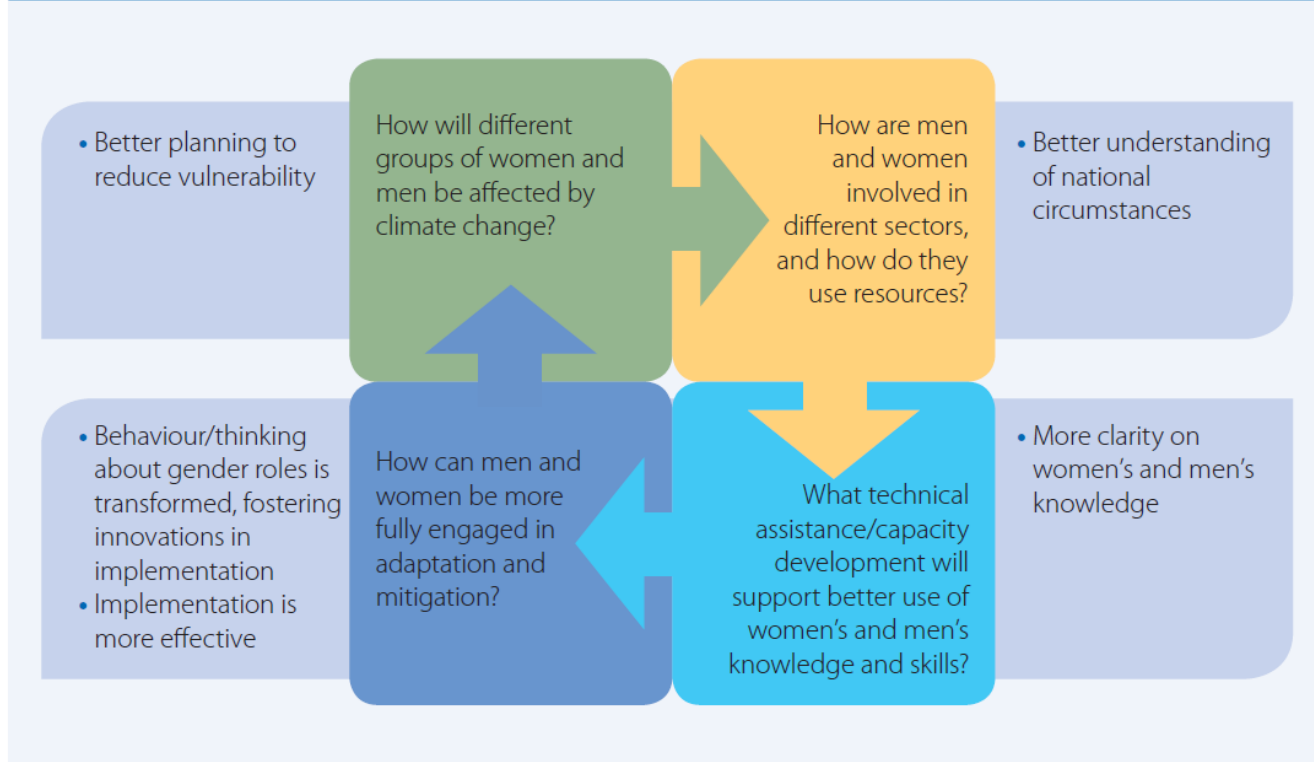 • Better planning to
reduce vulnerability
How will different
groups of women and
men be affected by
climate change?
How are men
and women
involved in
different sectors,
and how do they
use resources?
• Better understanding
of national
circumstances
• Behaviour/thinking
about gender roles is
transformed, fostering
innovations in
implementation
• Implementation is
more effective
How can men and
women be more
fully engaged in
adaptation and
mitigation?
What technical
assistance/capacity
development will
support better use of
women’s and men’s
knowledge and skills?
• More clarity on
women’s and men’s
knowledge